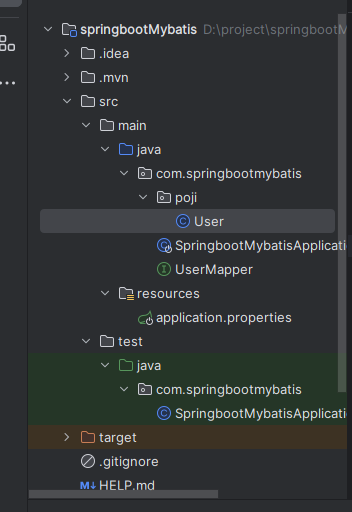 springbootMybatis D:\project\springbootM
.idea
.mvn
src
main
java
com.springbootmybatis
poji
User
SpringbootMybatisApplicati
UserMapper
resources
application.properties
test
java
com.springbootmybatis
SpringbootMybatisApplicati
target
.gitignore
HELP.md